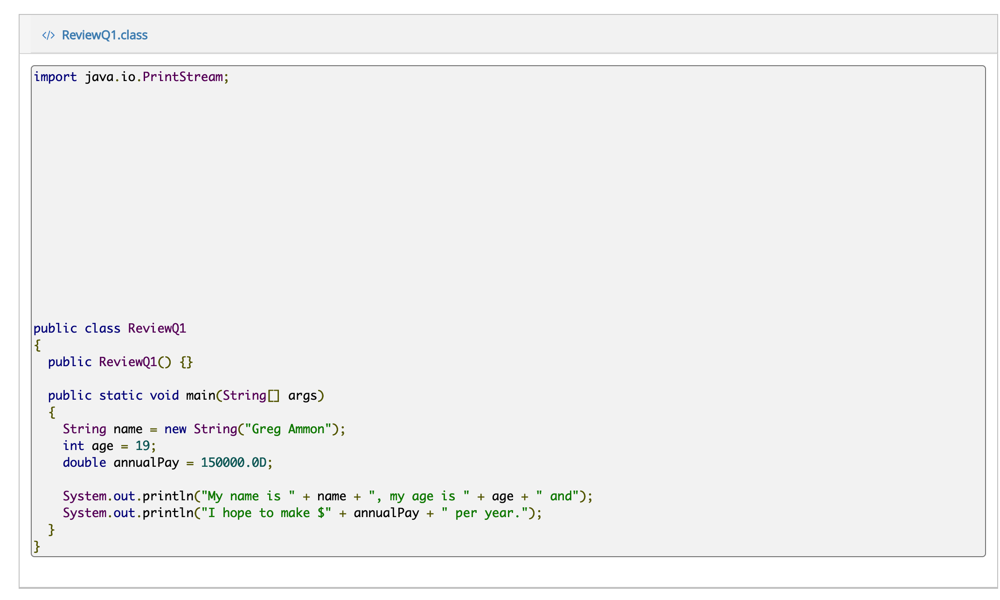 </> ReviewQ1.class
import java.io.PrintStream;
public class ReviewQ1
{
public ReviewQ1() {}
public static void main(String[] args)
{
String name = new String("Greg Ammon");
int age = 19;
double annualPay = 150000.0D;
System.out.println("My name is " + name + ", my age is " + age + " and");
System.out.println("I hope to make $" + annualPay + " per year.");
}
}